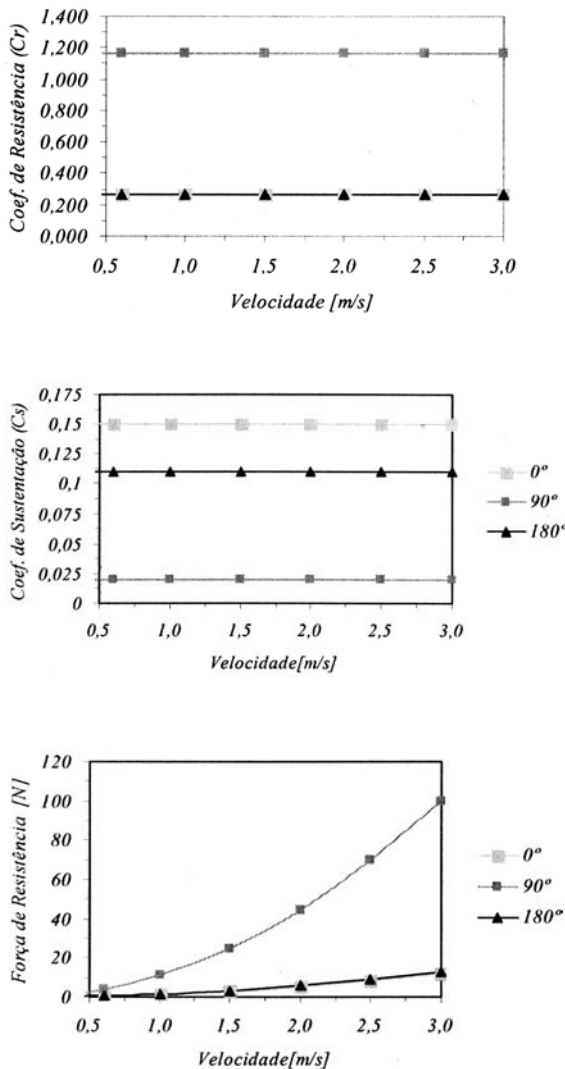 Coef. de Resistência (Cr)
1,400
1,200
1,000
0,800
0,600
0,400
0,200
0,000
0,5 1,0 1,5 2,0 2,5 3,0
Velocidade [m/s]
Coef. de Sustentação (Cs)
0,175
0,15
0,125
0,1
0,075
0,05
0,025
0
0,5 1,0 1,5 2,0 2,5 3,0
Velocidade[m/s]
0º
90º
180º
Força de Resistência [N]
120
100
80
60
40
20
0
0,5 1,0 1,5 2,0 2,5 3,0
Velocidade[m/s]
0º
90º
180º